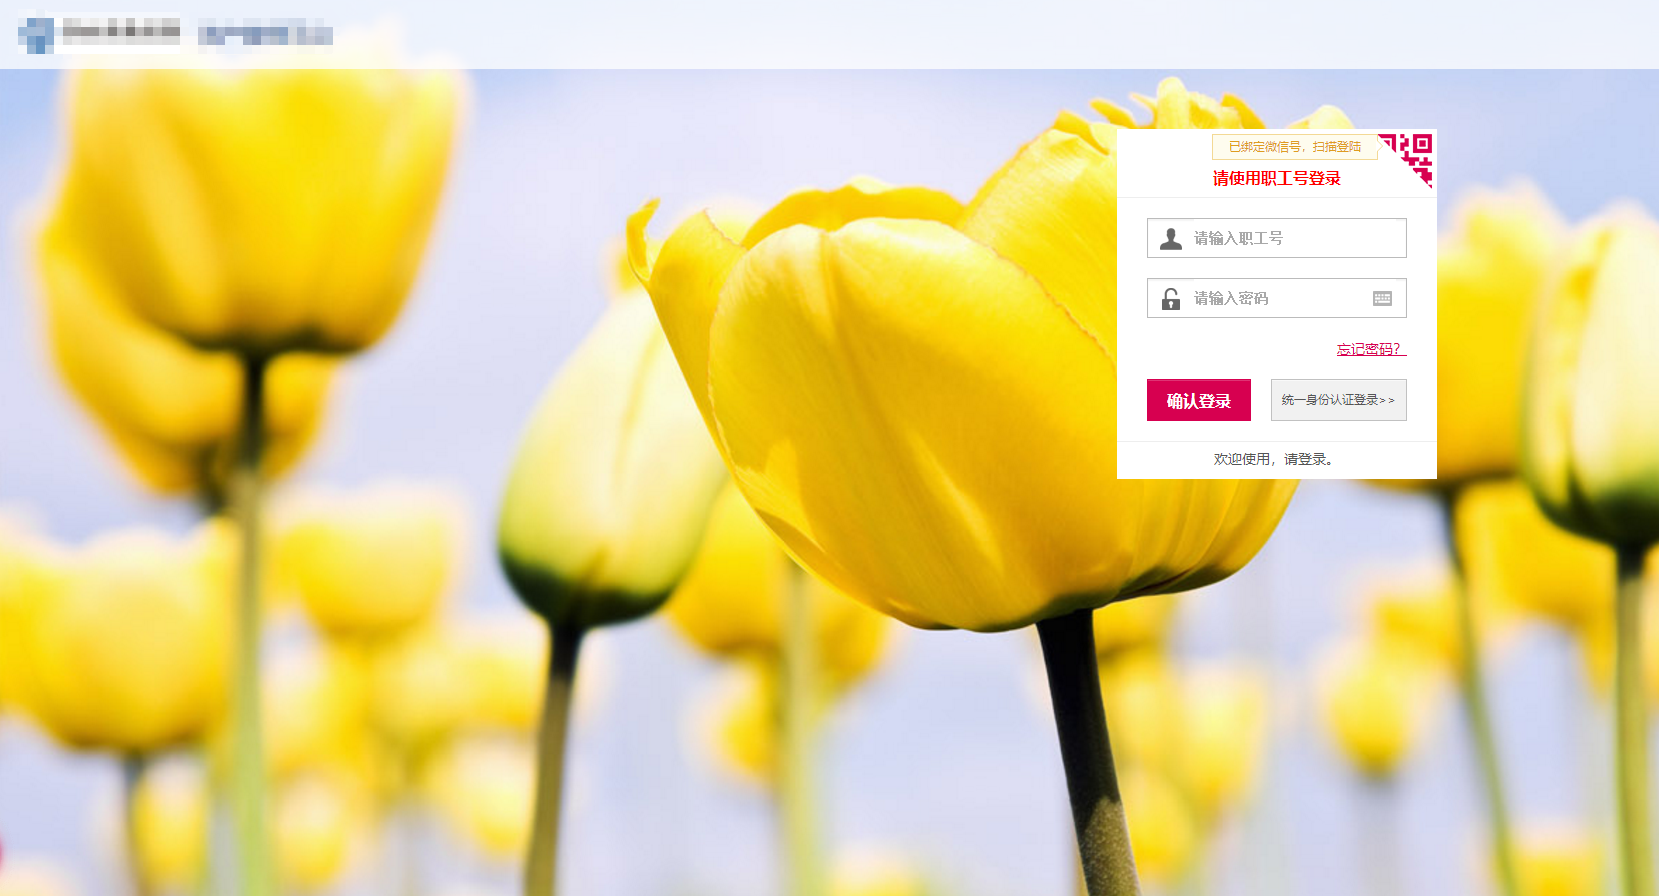 已绑定微信号，扫描登陆
请使用职工号登录
请输入职工号
请输入密码
忘记密码？
确认登录
统一身份认证登录>>
欢迎使用，请登录。